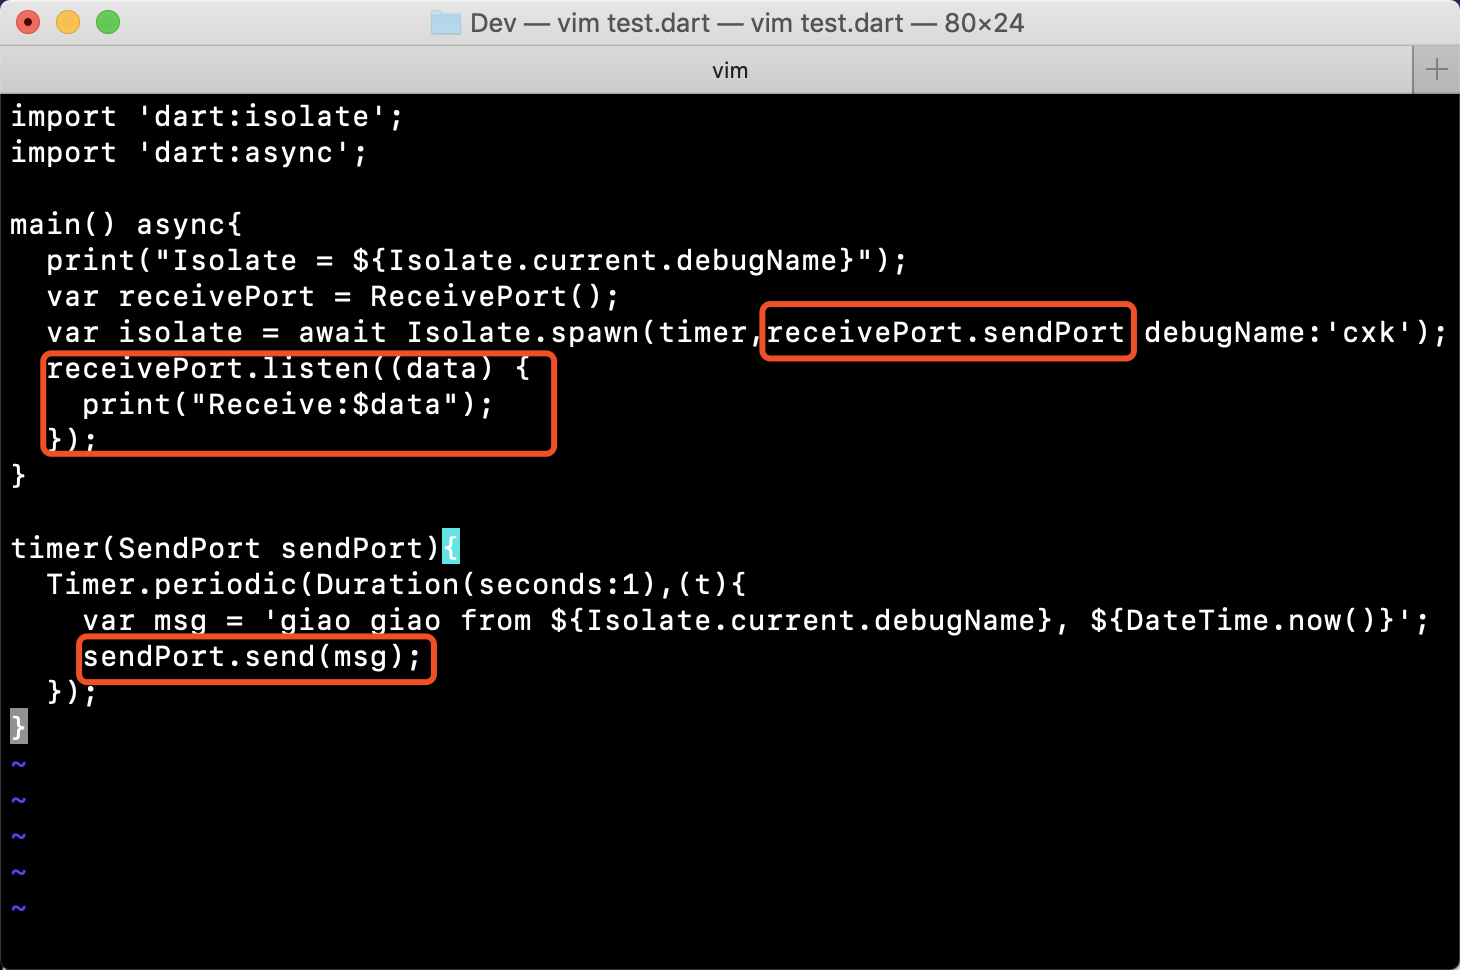 Dev — vim test.dart — vim test.dart — 80×24
vim
import 'dart:isolate';
import 'dart:async';
main() async{
  print("Isolate = ${Isolate.current.debugName}");
  var receivePort = ReceivePort();
  var isolate = await Isolate.spawn(timer,receivePort.sendPort debugName:'cxk');
  receivePort.listen((data) {
    print("Receive:$data");
  });
}
timer(SendPort sendPort){
  Timer.periodic(Duration(seconds:1),(t){
    var msg = 'giao giao from ${Isolate.current.debugName}, ${DateTime.now()}';
    sendPort.send(msg);
  });
}
~
~
~
~
~